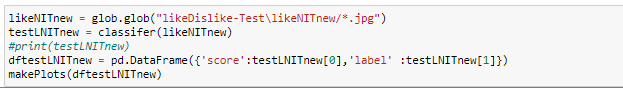 likeNITnew = glob.glob("likeDislike-Test\likeNITnew/*.jpg")
testLNITnew = classifer(likeNITnew)
#print(testLNITnew)
dftestLNITnew = pd.DataFrame({'score':testLNITnew[0],'label' :testLNITnew[1]})
makePlots(dftestLNITnew)